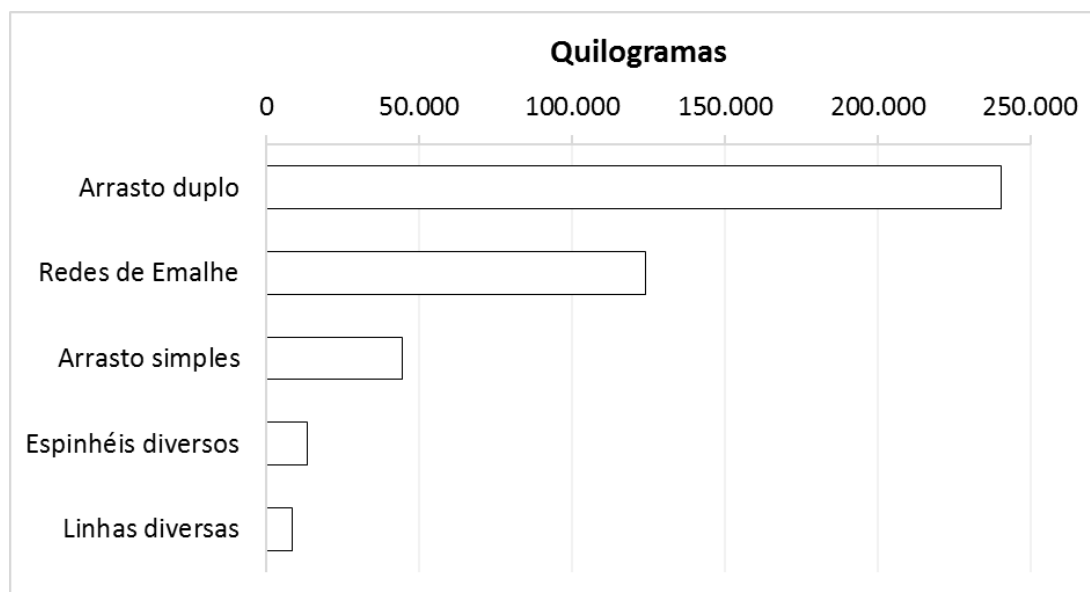 Quilogramas
0 50.000 100.000 150.000 200.000 250.000
Arrasto duplo
Redes de Emalhe
Arrasto simples
Espinhéis diversos
Linhas diversas